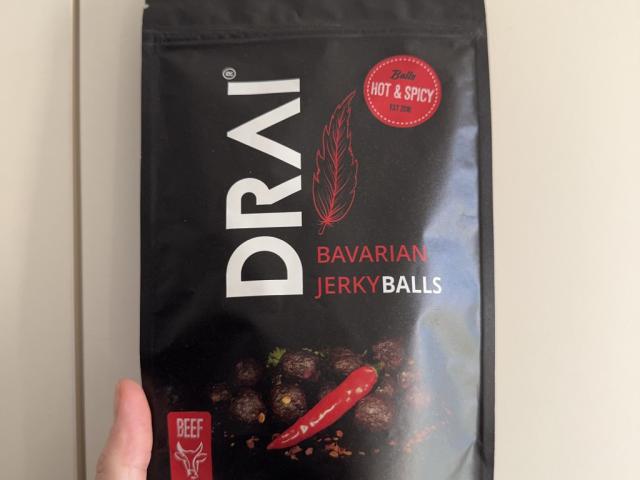 DRAI
Balls
HOT & SPICY
EST 2016
BAVARIAN
JERKYBALLS
BEEF